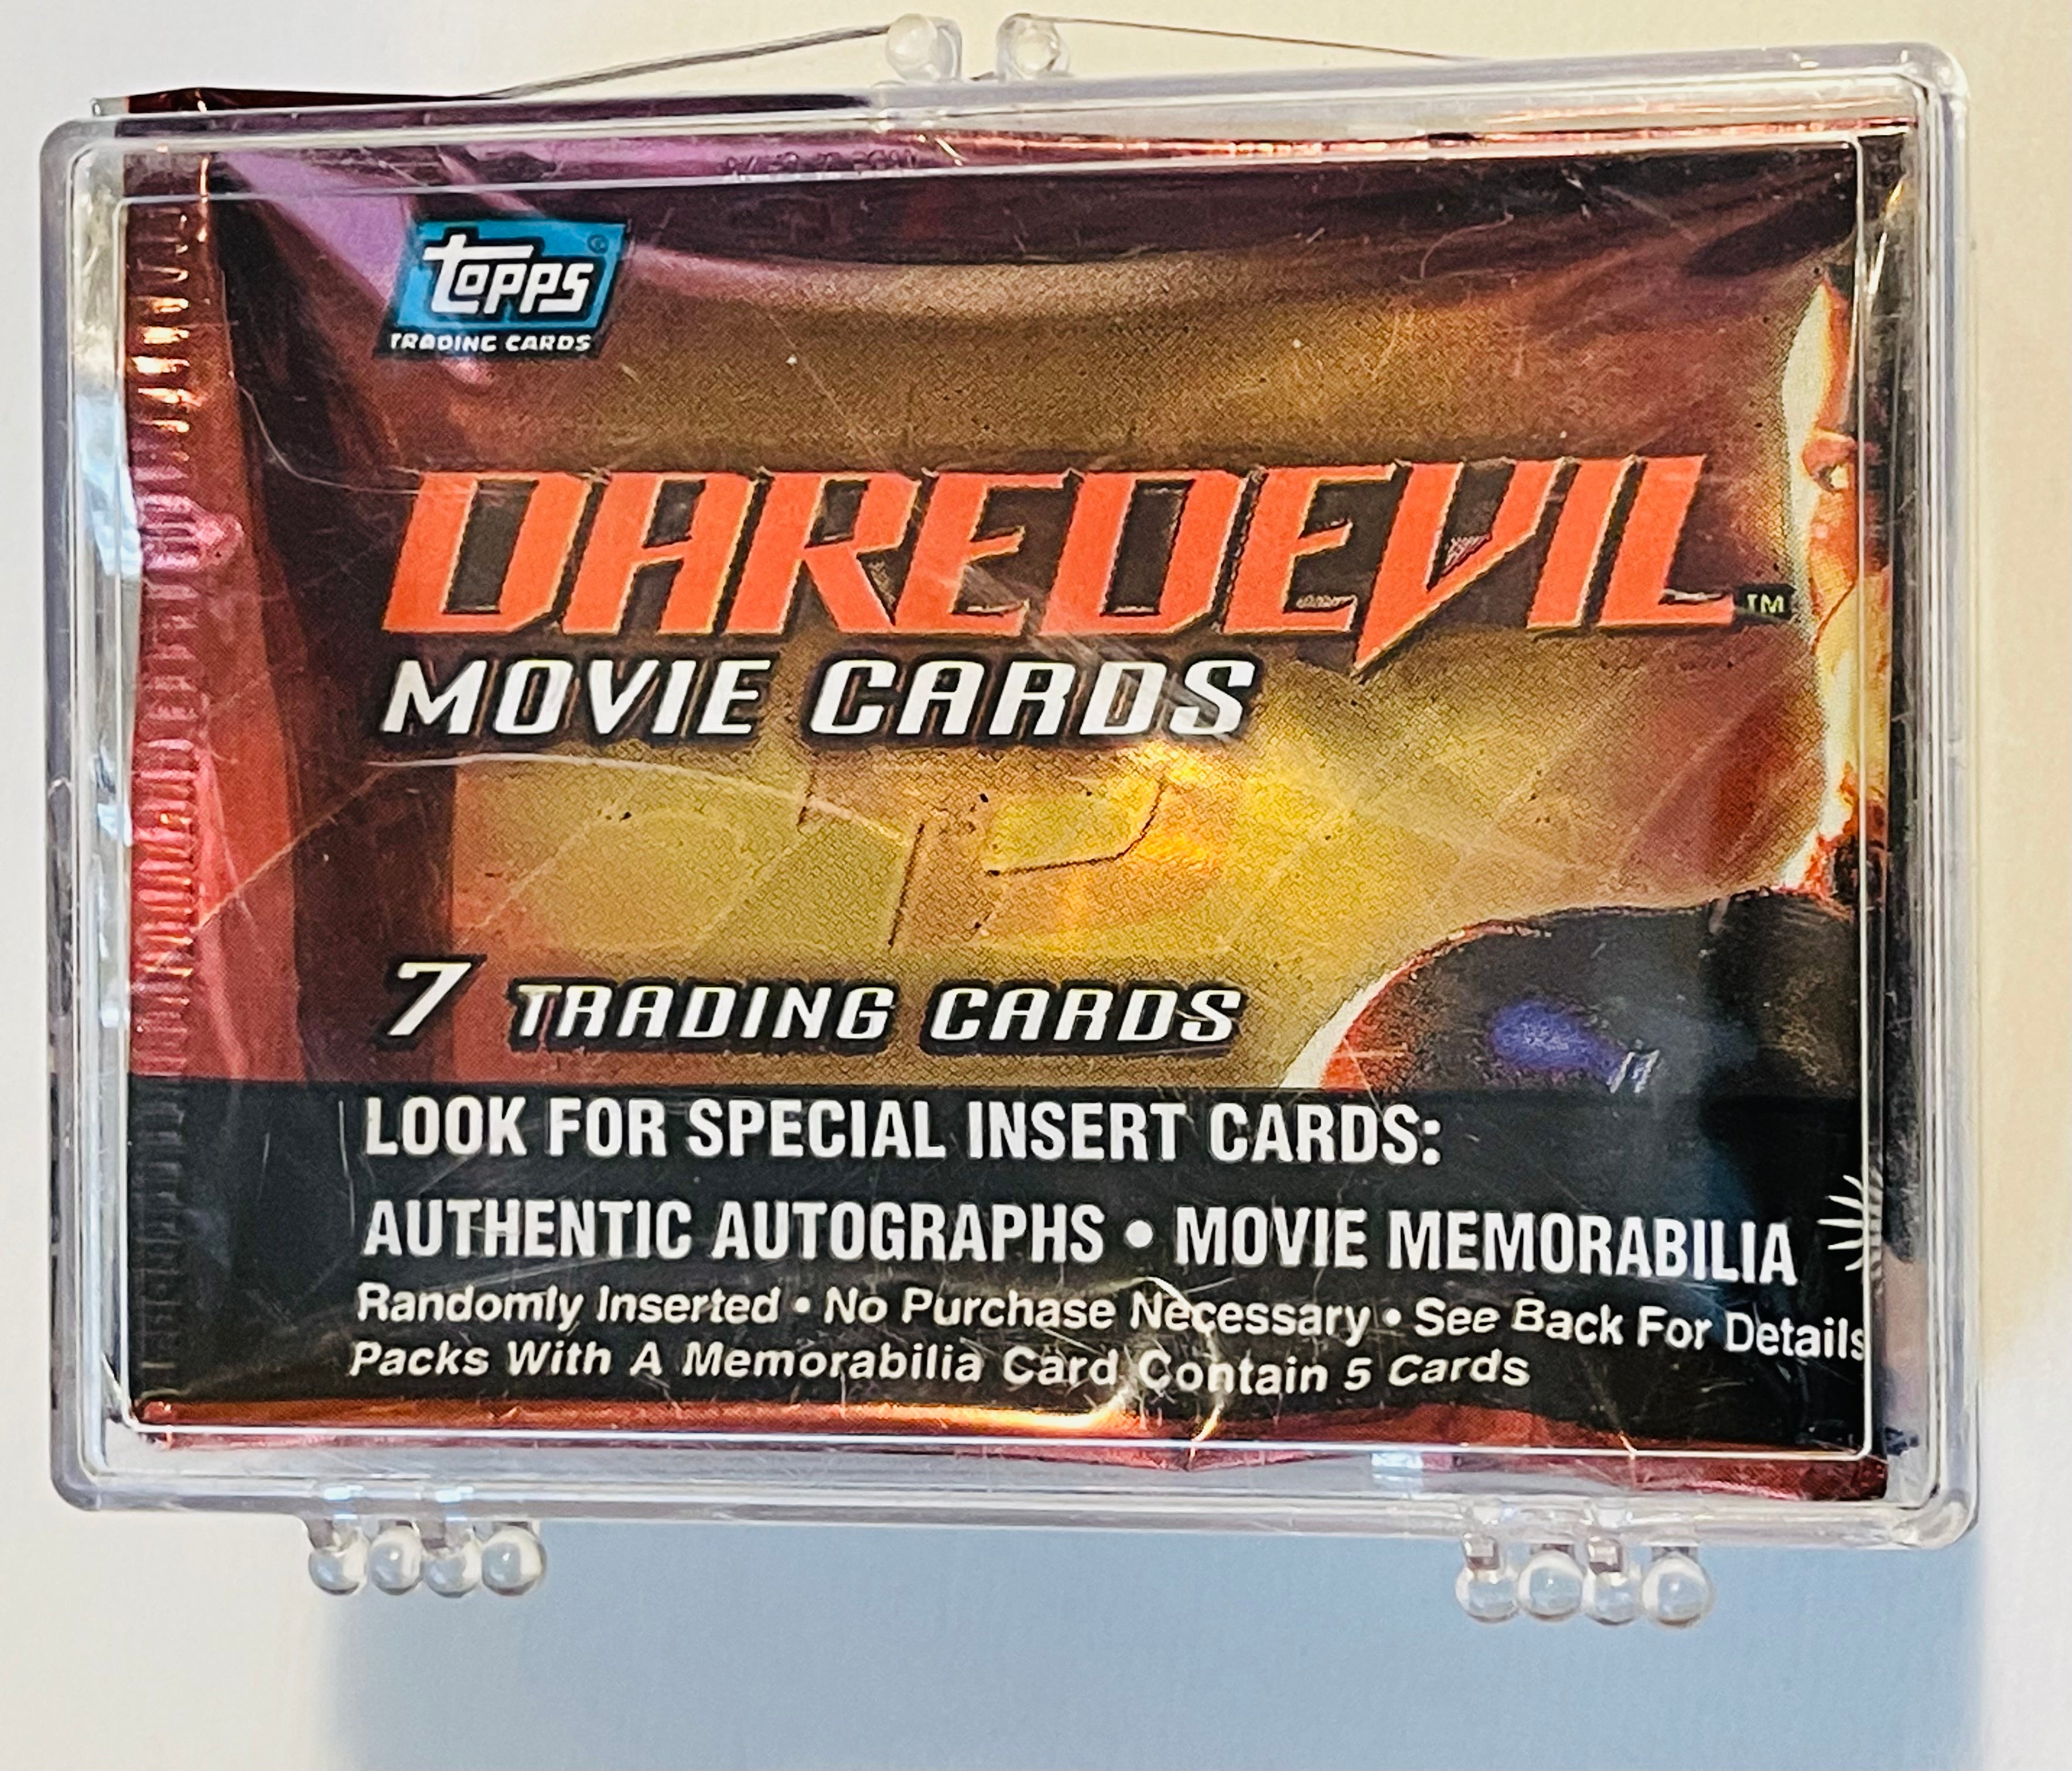 topps
TRADING CARDS
DAREDEVIL™
MOVIE CARDS
7 TRADING CARDS
LOOK FOR SPECIAL INSERT CARDS:
AUTHENTIC AUTOGRAPHS • MOVIE MEMORABILIA
Randomly Inserted • No Purchase Necessary • See Back For Details
Packs With A Memorabilia Card Contain 5 Cards